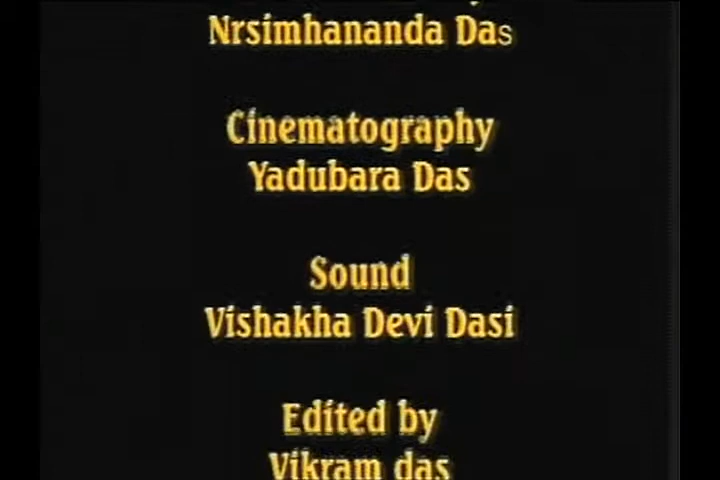 Nrsimhananda Das
Cinematography
Yadubara Das
Sound
Vishakha Devi Dasi
Edited by
Vikram das